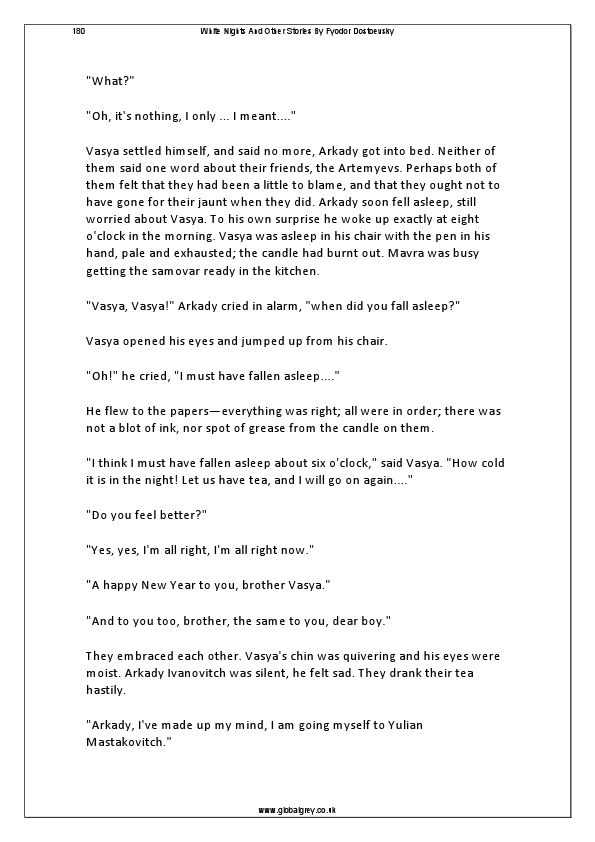 180 White Nights And Other Stories By Fyodor Dostoevsky
"What?"
"Oh, it's nothing, I only ... I meant...."
Vasya settled himself, and said no more, Arkady got into bed. Neither of
them said one word about their friends, the Artemyevs. Perhaps both of
them felt that they had been a little to blame, and that they ought not to
have gone for their jaunt when they did. Arkady soon fell asleep, still
worried about Vasya. To his own surprise he woke up exactly at eight
o'clock in the morning. Vasya was asleep in his chair with the pen in his
hand, pale and exhausted; the candle had burnt out. Mavra was busy
getting the samovar ready in the kitchen.
"Vasya, Vasya!" Arkady cried in alarm, "when did you fall asleep?"
Vasya opened his eyes and jumped up from his chair.
"Oh!" he cried, "I must have fallen asleep...."
He flew to the papers—everything was right; all were in order; there was
not a blot of ink, nor spot of grease from the candle on them.
"I think I must have fallen asleep about six o'clock," said Vasya. "How cold
it is in the night! Let us have tea, and I will go on again...."
"Do you feel better?"
"Yes, yes, I'm all right, I'm all right now."
"A happy New Year to you, brother Vasya."
"And to you too, brother, the same to you, dear boy."
They embraced each other. Vasya's chin was quivering and his eyes were
moist. Arkady Ivanovitch was silent, he felt sad. They drank their tea
hastily.
"Arkady, I've made up my mind, I am going myself to Yulian
Mastakovitch."
www.globalgrey.co.uk